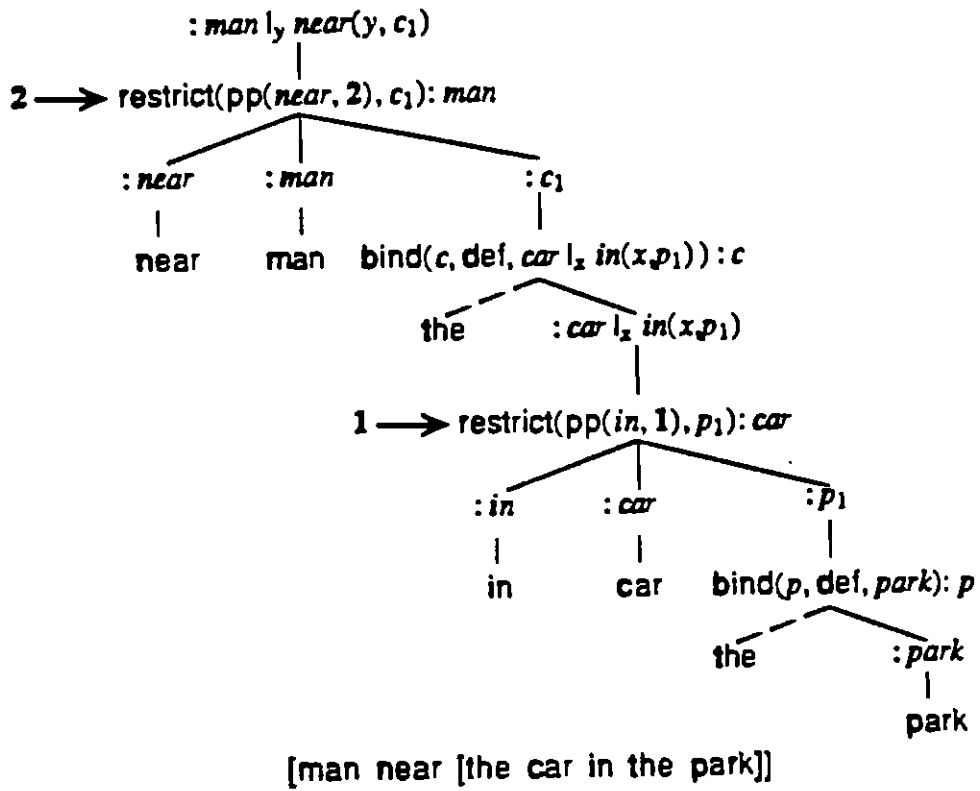 : man |y near(y, c1)
2 → restrict(pp(near, 2), c1): man
: near : man : c1
near man bind(c, def, car |x in(x,p1)) : c
the : car |x in(x,p1)
1 → restrict(pp(in, 1), p1): car
: in : car : p1
in car bind(p, def, park): p
the : park
park
[man near [the car in the park]]